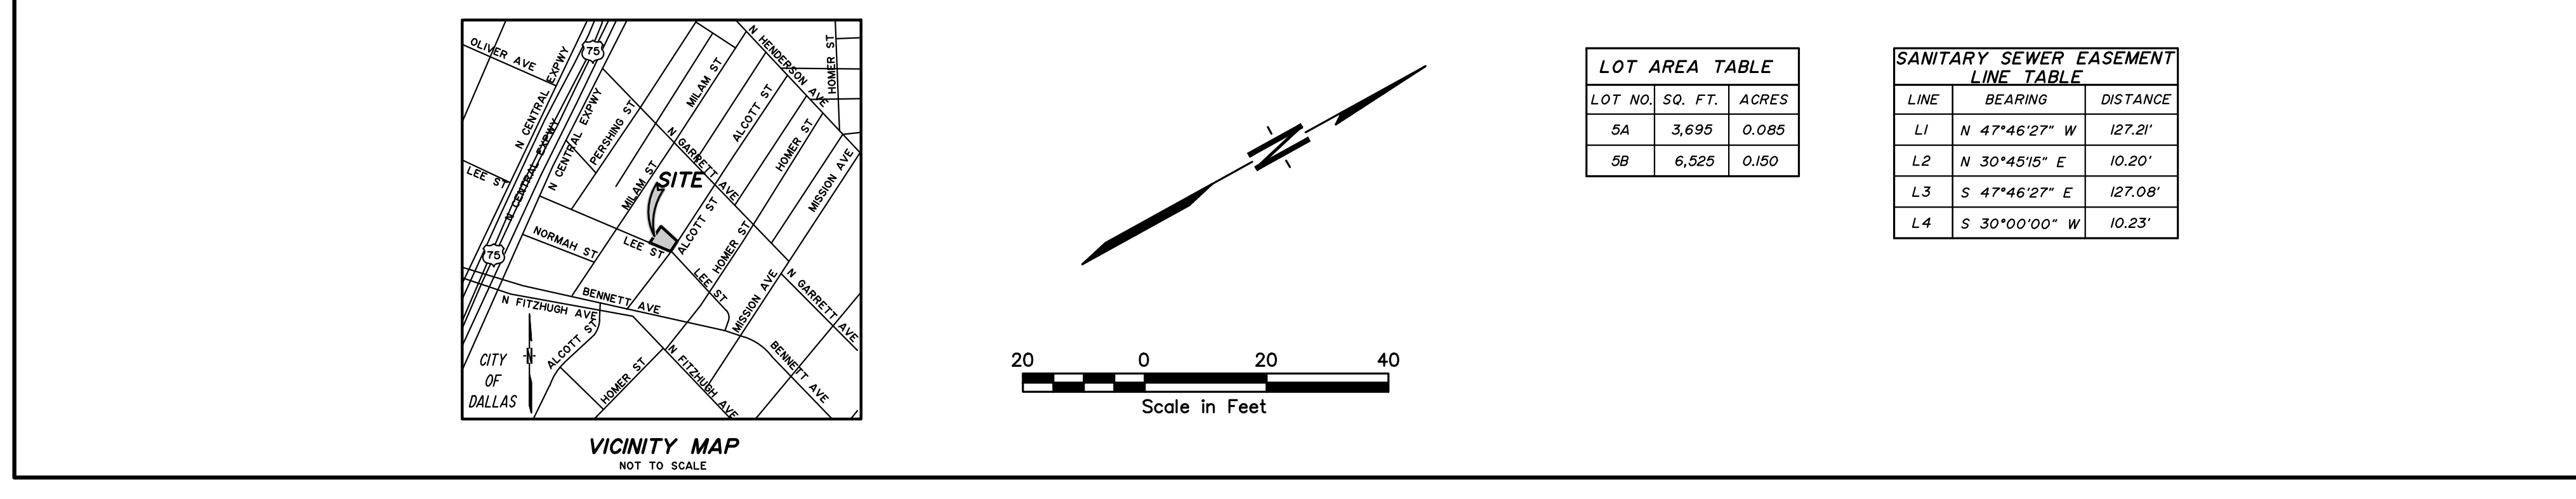 OLIVER AVE
75
N CENTRAL EXPWY
N CENTRAL EXPWY
N CENTRAL EXPWY
PERSHING ST
MILAM ST
N HENDERSON AVE
HOMER ST
ALCOTT ST
N GARRETT AVE
HOMER ST
MISSION AVE
LEE ST
MILAM ST
SITE
ALCOTT ST
NORMAH ST
LEE ST
HOMER ST
75
LEE ST
MISSION AVE
N GARRETT AVE
BENNETT AVE
N FITZHUGH AVE
ALCOTT ST
HOMER ST
N FITZHUGH AVE
BENNETT AVE
N
CITY
OF
DALLAS
VICINITY MAP
NOT TO SCALE
N
20 0 20 40
Scale in Feet
LOT AREA TABLE
LOT NO. SQ. FT. ACRES
5A 3,695 0.085
5B 6,525 0.150
SANITARY SEWER EASEMENT
LINE TABLE
LINE BEARING DISTANCE
L1 N 47°46'27" W 127.21'
L2 N 30°45'15" E 10.20'
L3 S 47°46'27" E 127.08'
L4 S 30°00'00" W 10.23'